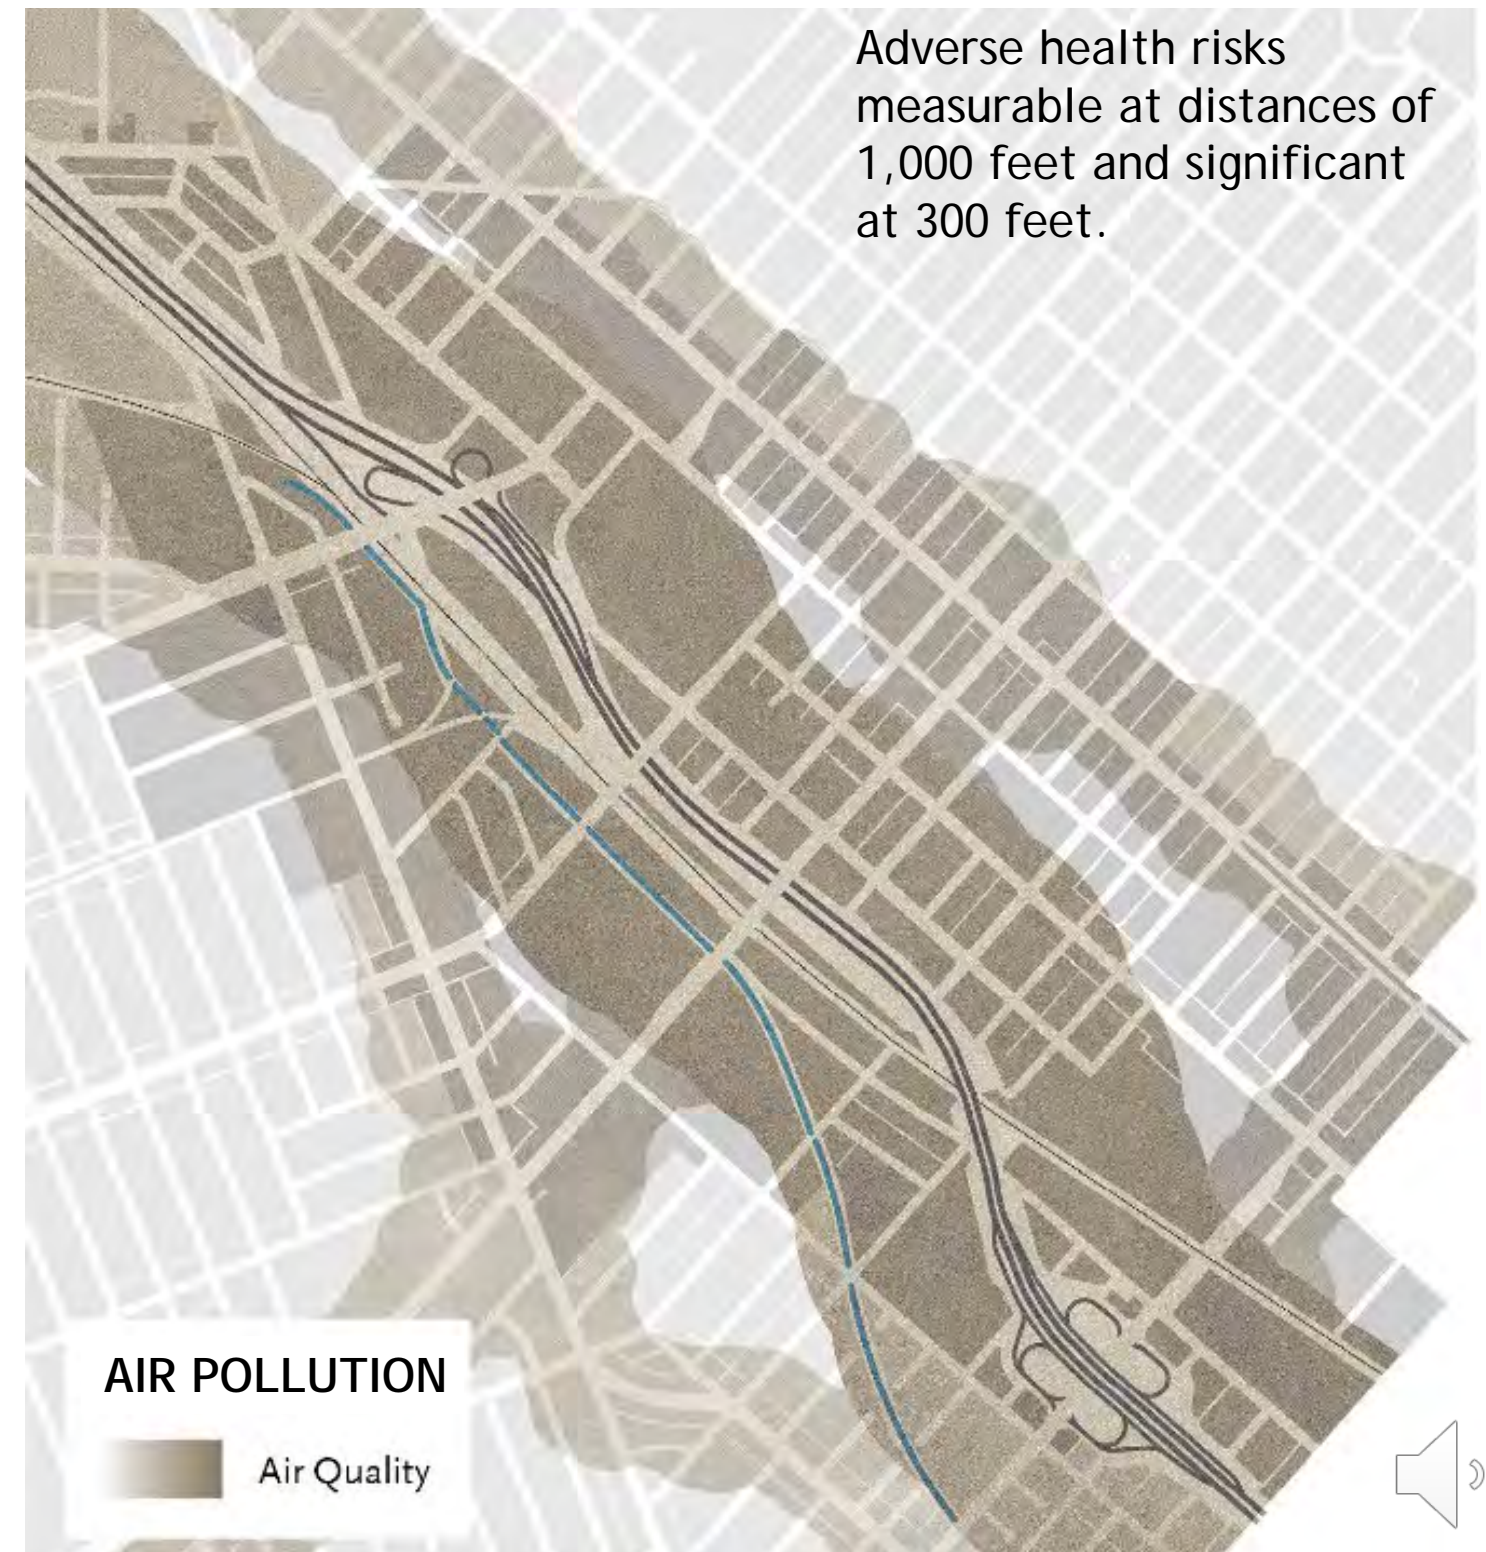 Adverse health risks
measurable at distances of
1,000 feet and significant
at 300 feet.
AIR POLLUTION
Air Quality